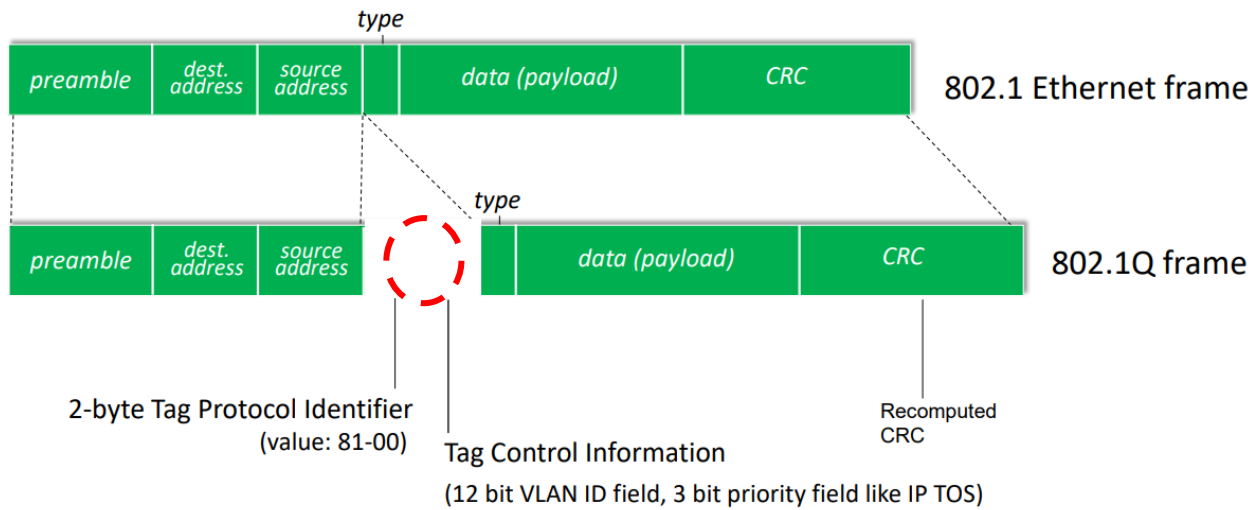 type
preamble
dest.
address
source
address
data (payload)
CRC
802.1 Ethernet frame
type
preamble
dest.
address
source
address
data (payload)
CRC
802.1Q frame
2-byte Tag Protocol Identifier
(value: 81-00)
Recomputed
CRC
Tag Control Information
(12 bit VLAN ID field, 3 bit priority field like IP TOS)